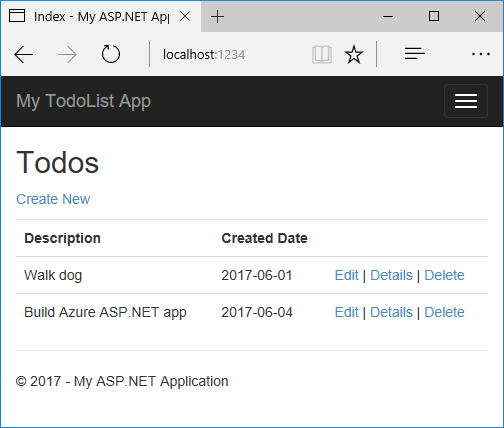 Index - My ASP.NET App
localhost:1234
My TodoList App
Todos
Create New
Description Created Date
Walk dog 2017-06-01 Edit | Details | Delete
Build Azure ASP.NET app 2017-06-04 Edit | Details | Delete
© 2017 - My ASP.NET Application